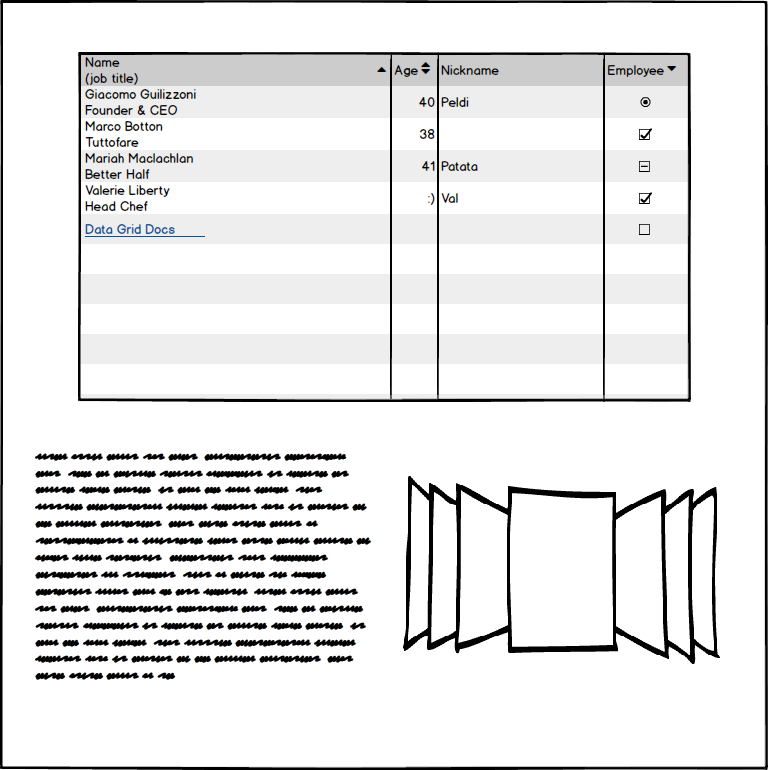 Name
(job title)
Age
Nickname
Employee
Giacomo Guilizzoni
Founder & CEO
40
Peldi
Marco Botton
Tuttofare
38
Mariah Maclachlan
Better Half
41
Patata
Valerie Liberty
Head Chef
:)
Val
Data Grid Docs